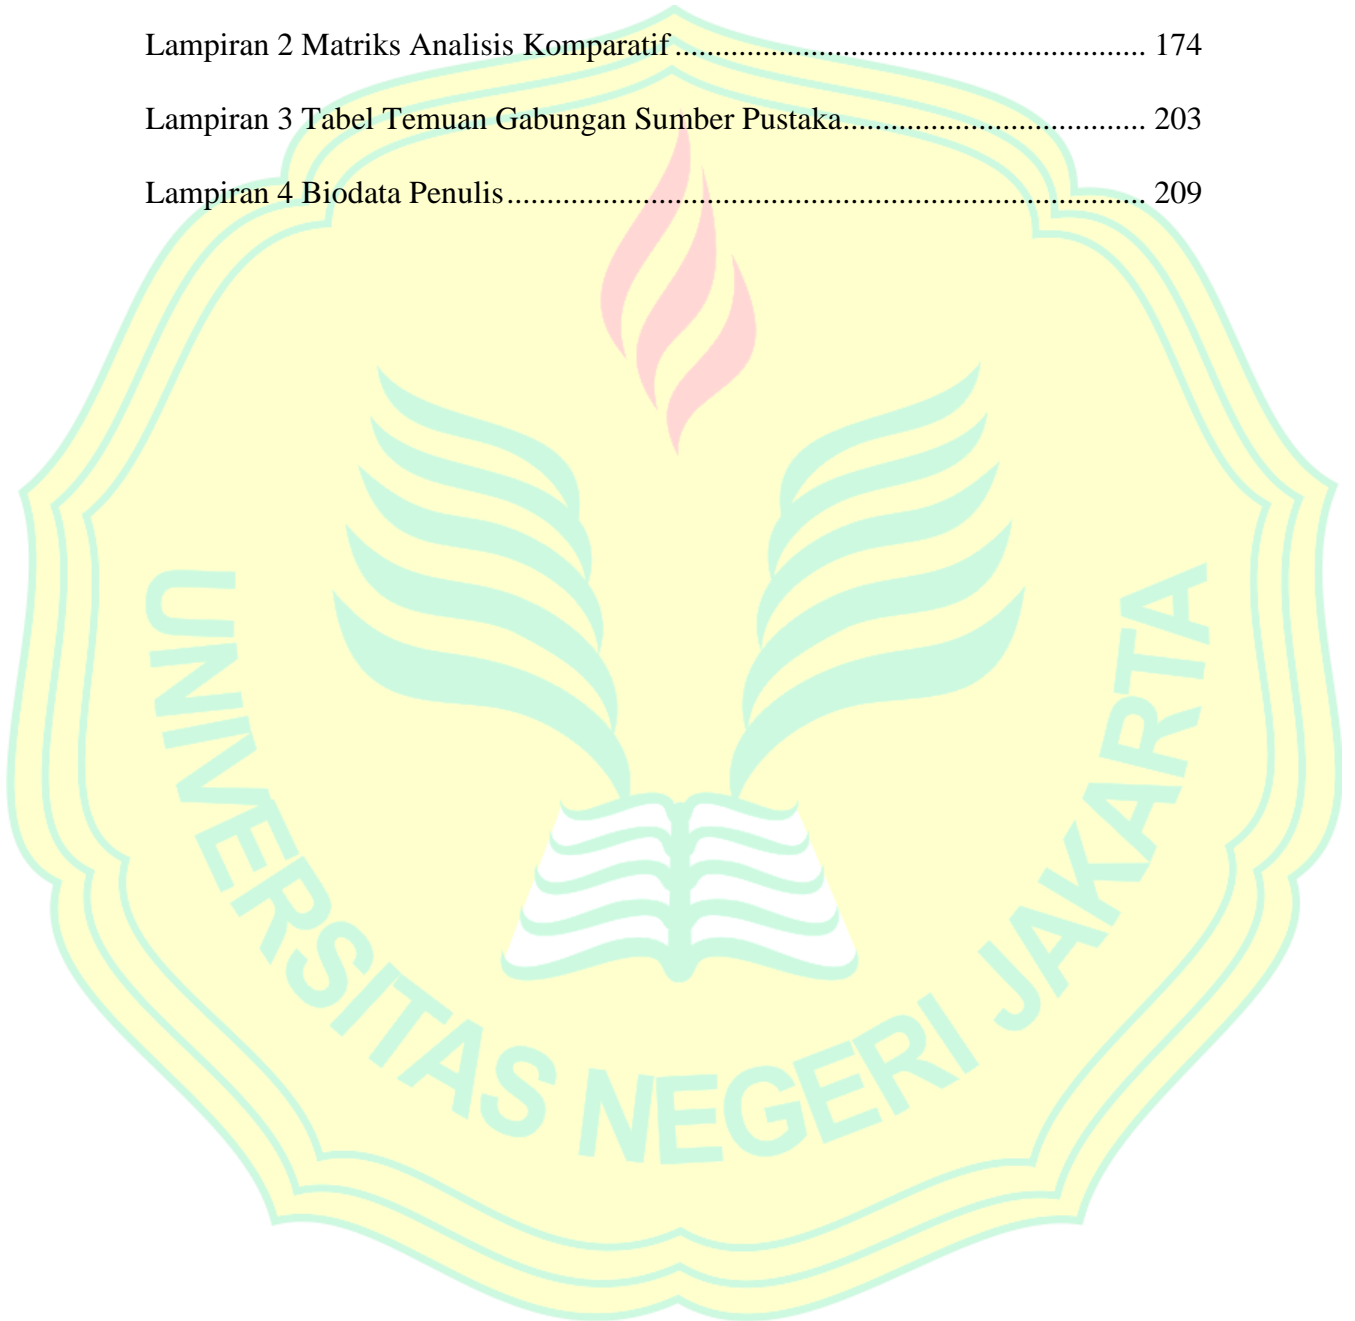 Lampiran 2 Matriks Analisis Komparatif.......................................................... 174
Lampiran 3 Tabel Temuan Gabungan Sumber Pustaka...................................... 203
Lampiran 4 Biodata Penulis................................................................................ 209
UNIVERSITAS NEGERI JAKARTA